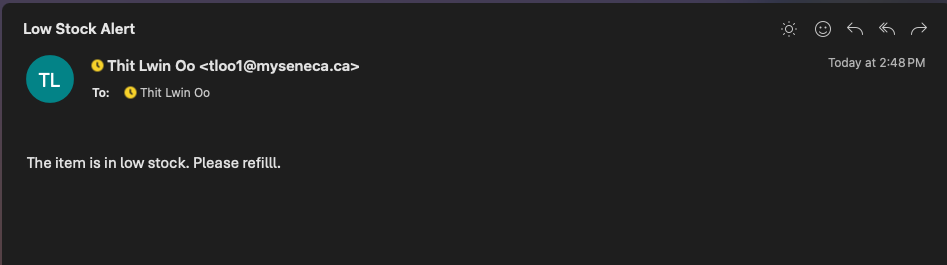 Low Stock Alert
TL
Thit Lwin Oo <tloo1@myseneca.ca>
Today at 2:48 PM
To: Thit Lwin Oo
The item is in low stock. Please refilll.